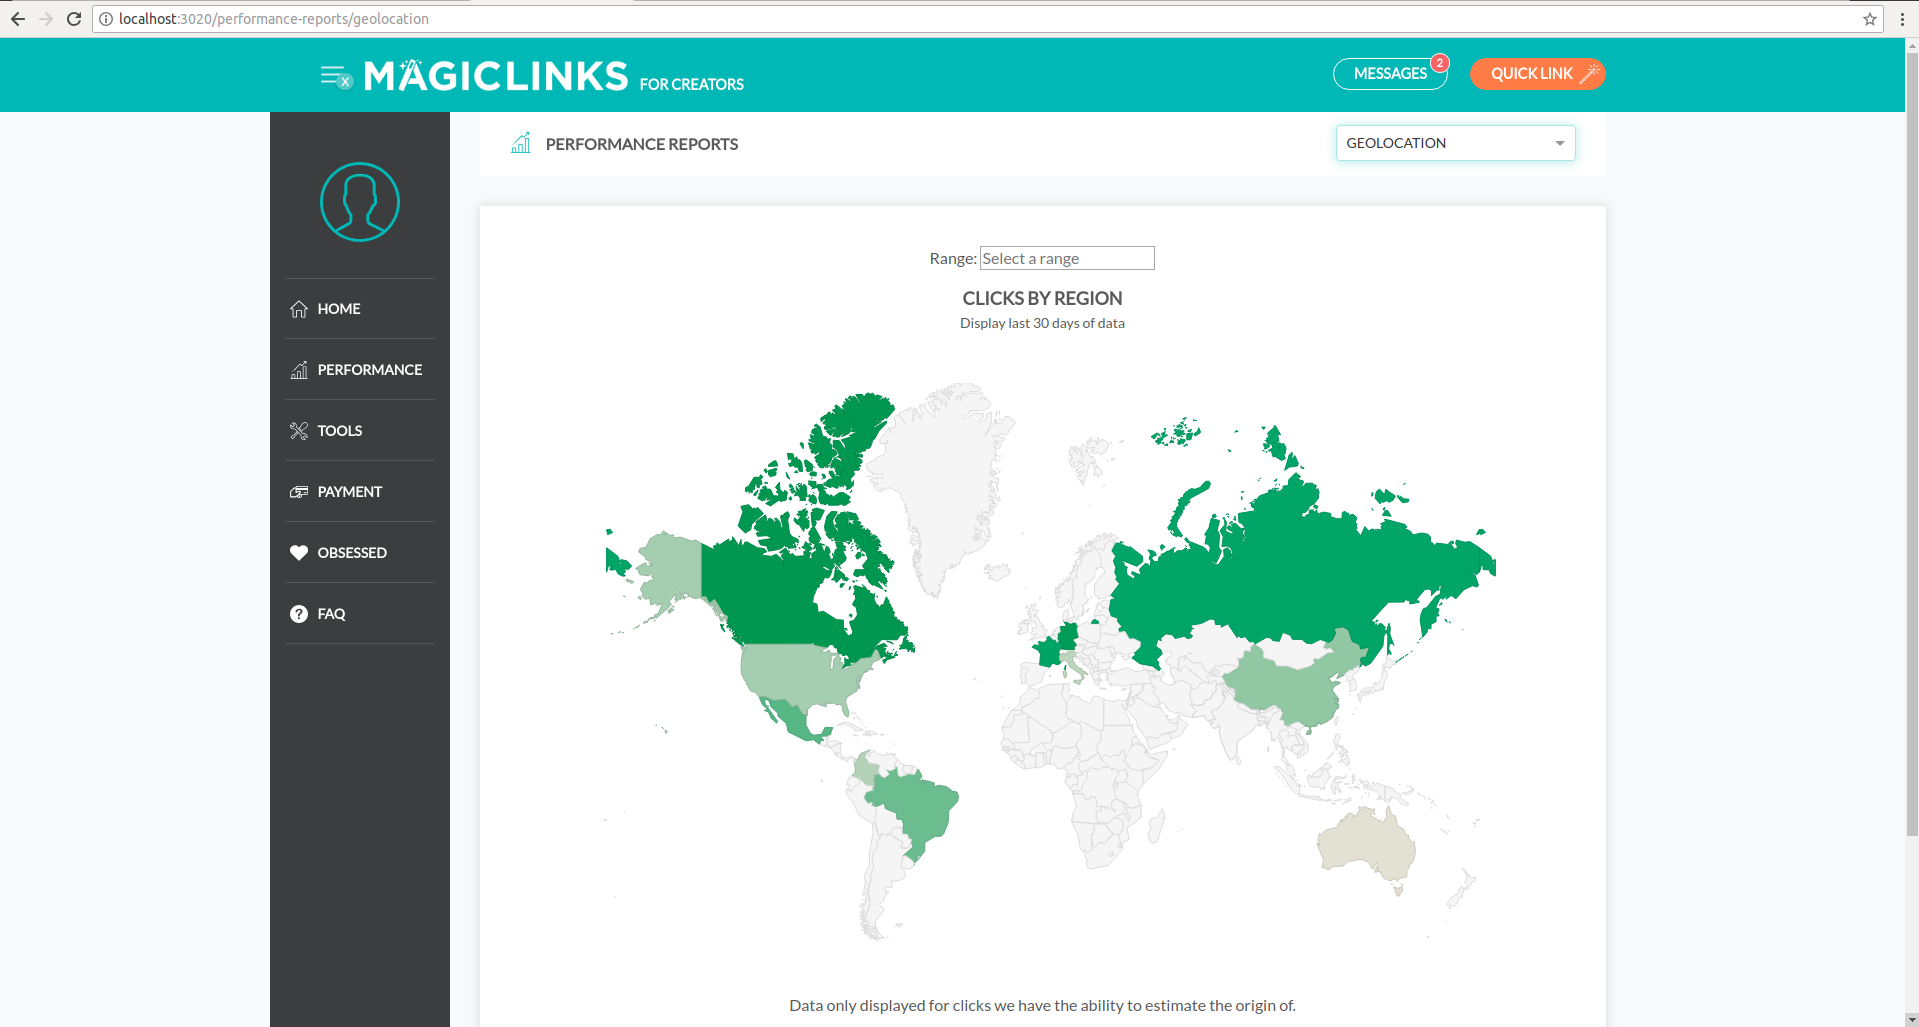 localhost:3020/performance-reports/geolocation
X MAGICLINKS FOR CREATORS
MESSAGES 2
QUICK LINK
PERFORMANCE REPORTS
GEOLOCATION
HOME
PERFORMANCE
TOOLS
PAYMENT
OBSESSED
? FAQ
Range: Select a range
CLICKS BY REGION
Display last 30 days of data
Data only displayed for clicks we have the ability to estimate the origin of.